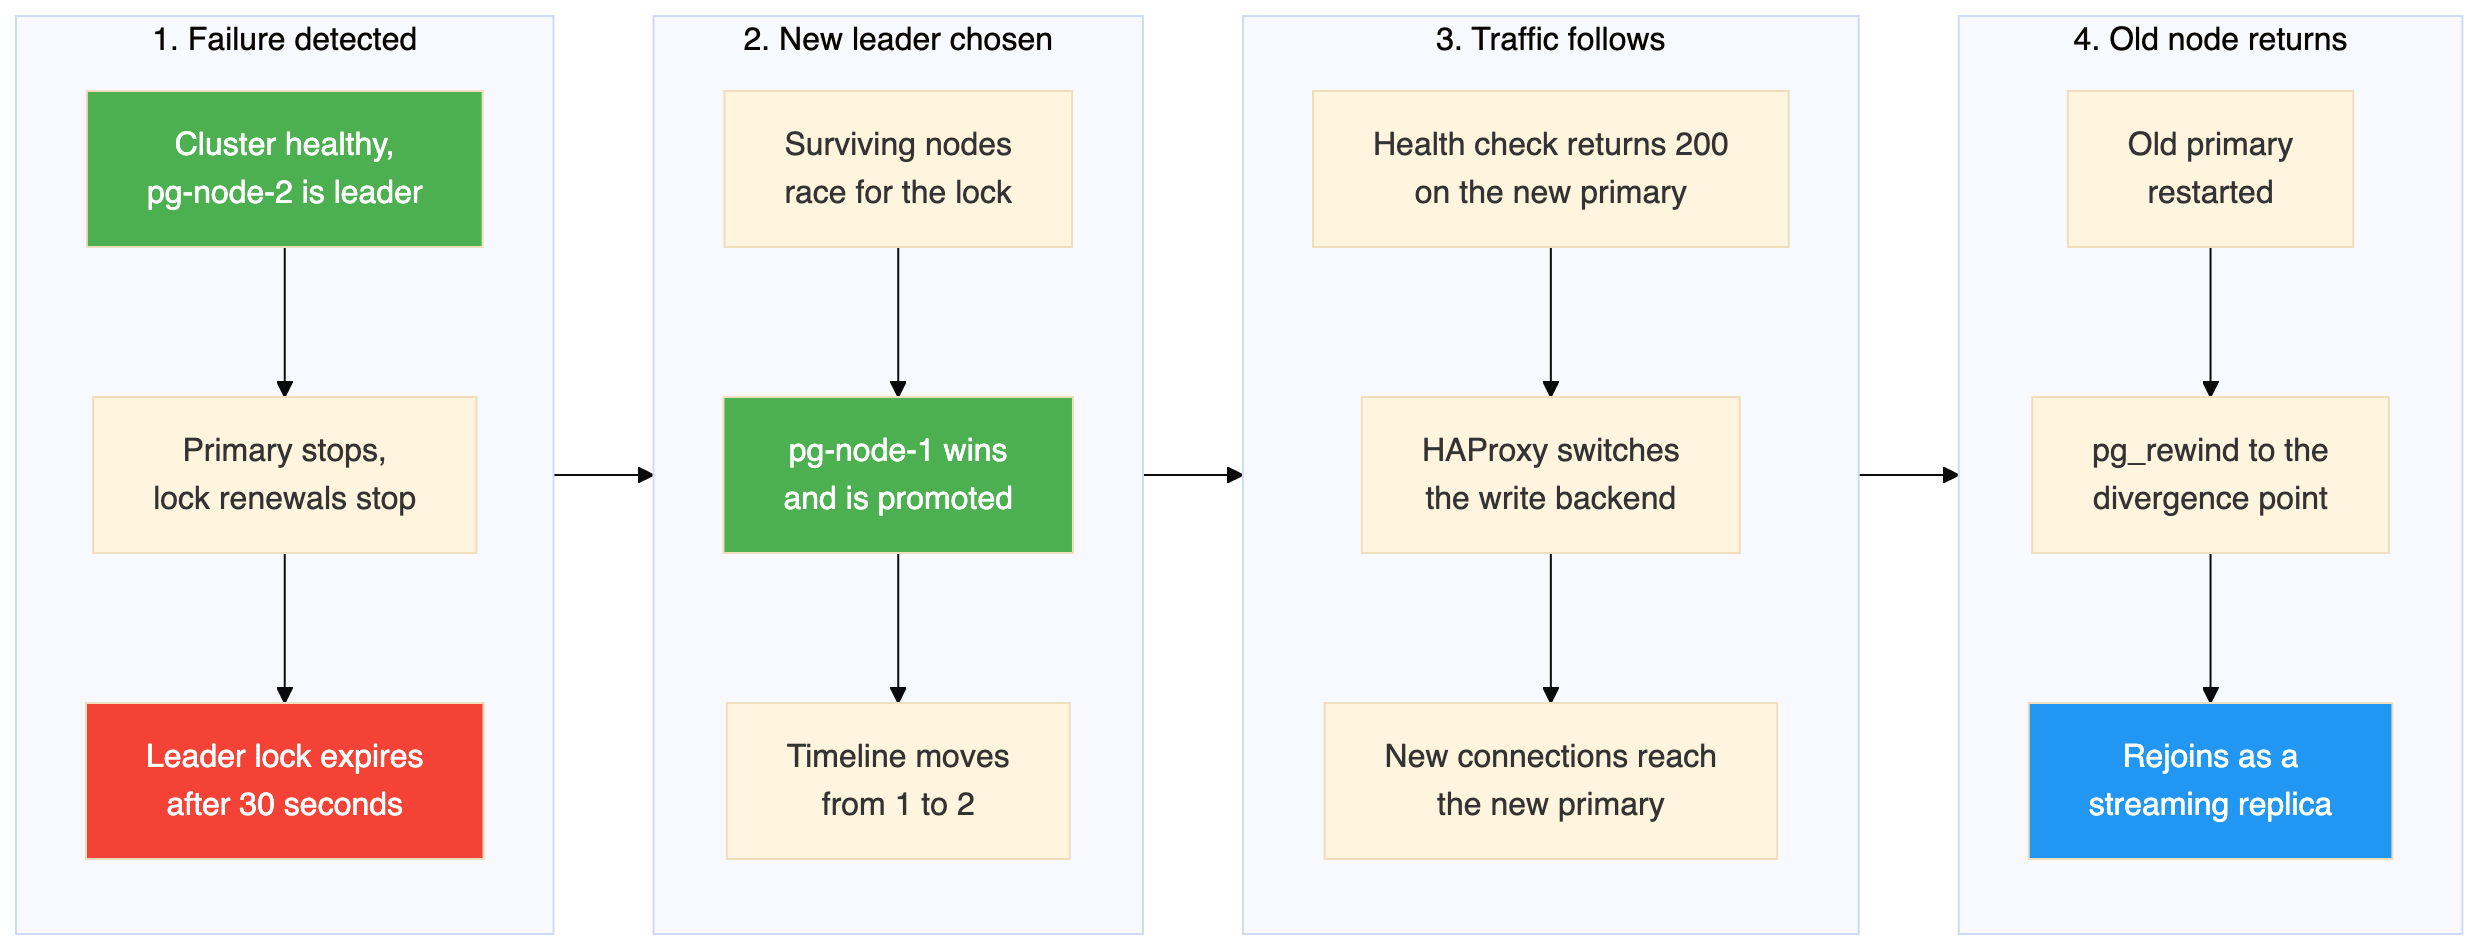 1. Failure detected
Cluster healthy,
pg-node-2 is leader
Primary stops,
lock renewals stop
Leader lock expires
after 30 seconds
2. New leader chosen
Surviving nodes
race for the lock
pg-node-1 wins
and is promoted
Timeline moves
from 1 to 2
3. Traffic follows
Health check returns 200
on the new primary
HAProxy switches
the write backend
New connections reach
the new primary
4. Old node returns
Old primary
restarted
pg_rewind to the
divergence point
Rejoins as a
streaming replica